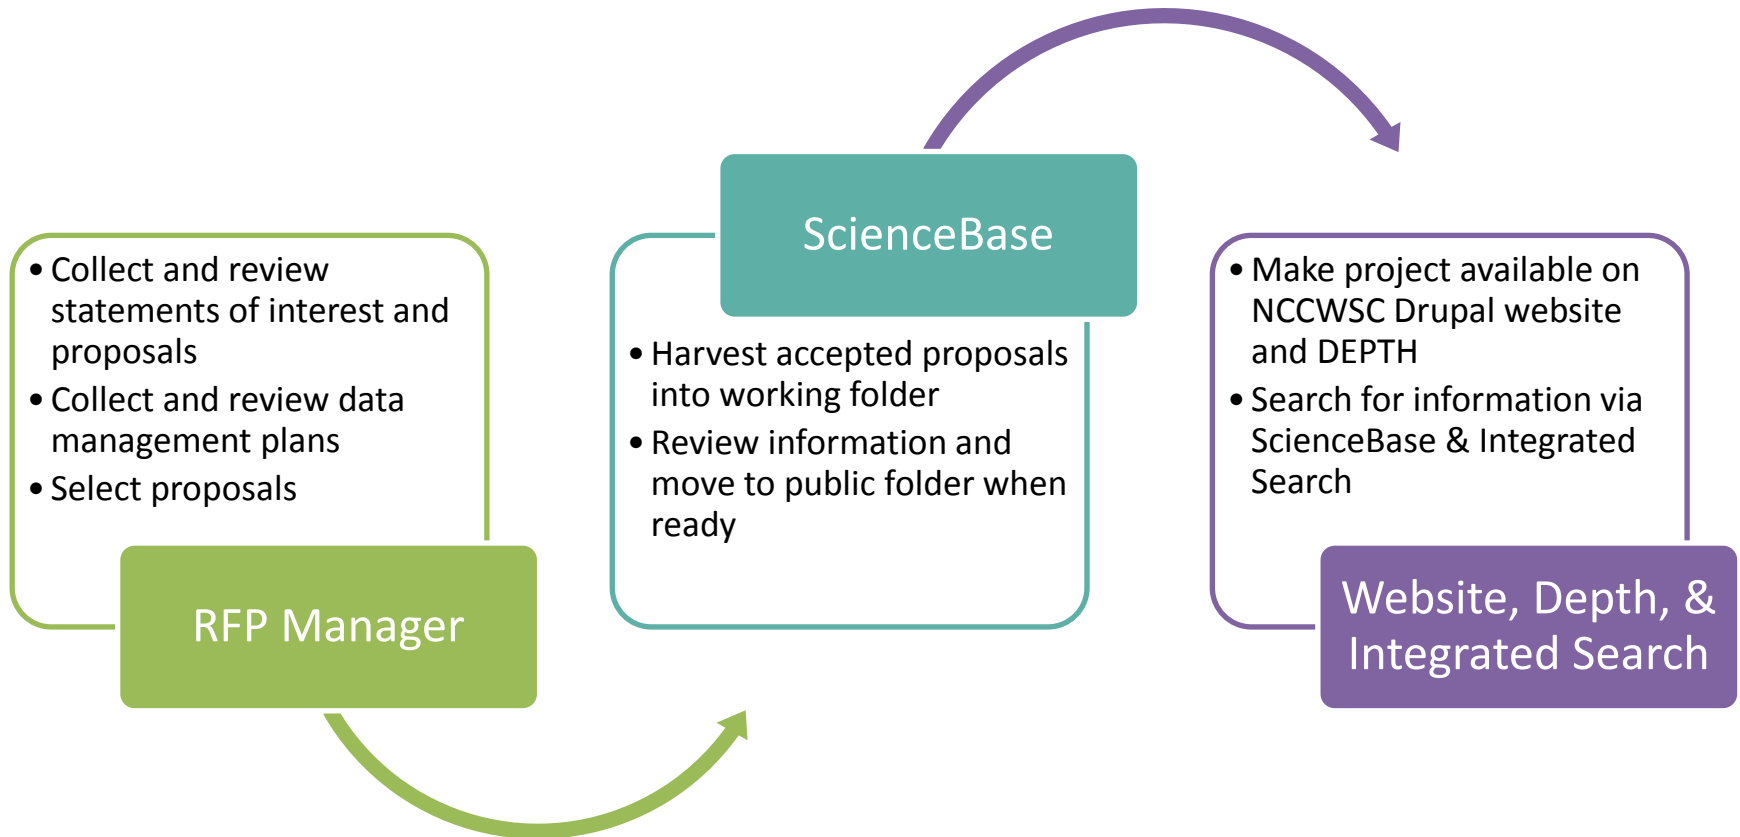 • Collect and review
statements of interest and
proposals
• Collect and review data
management plans
• Select proposals
RFP Manager
ScienceBase
• Harvest accepted proposals
into working folder
• Review information and
move to public folder when
ready
• Make project available on
NCCWSC Drupal website
and DEPTH
• Search for information via
ScienceBase & Integrated
Search
Website, Depth, &
Integrated Search